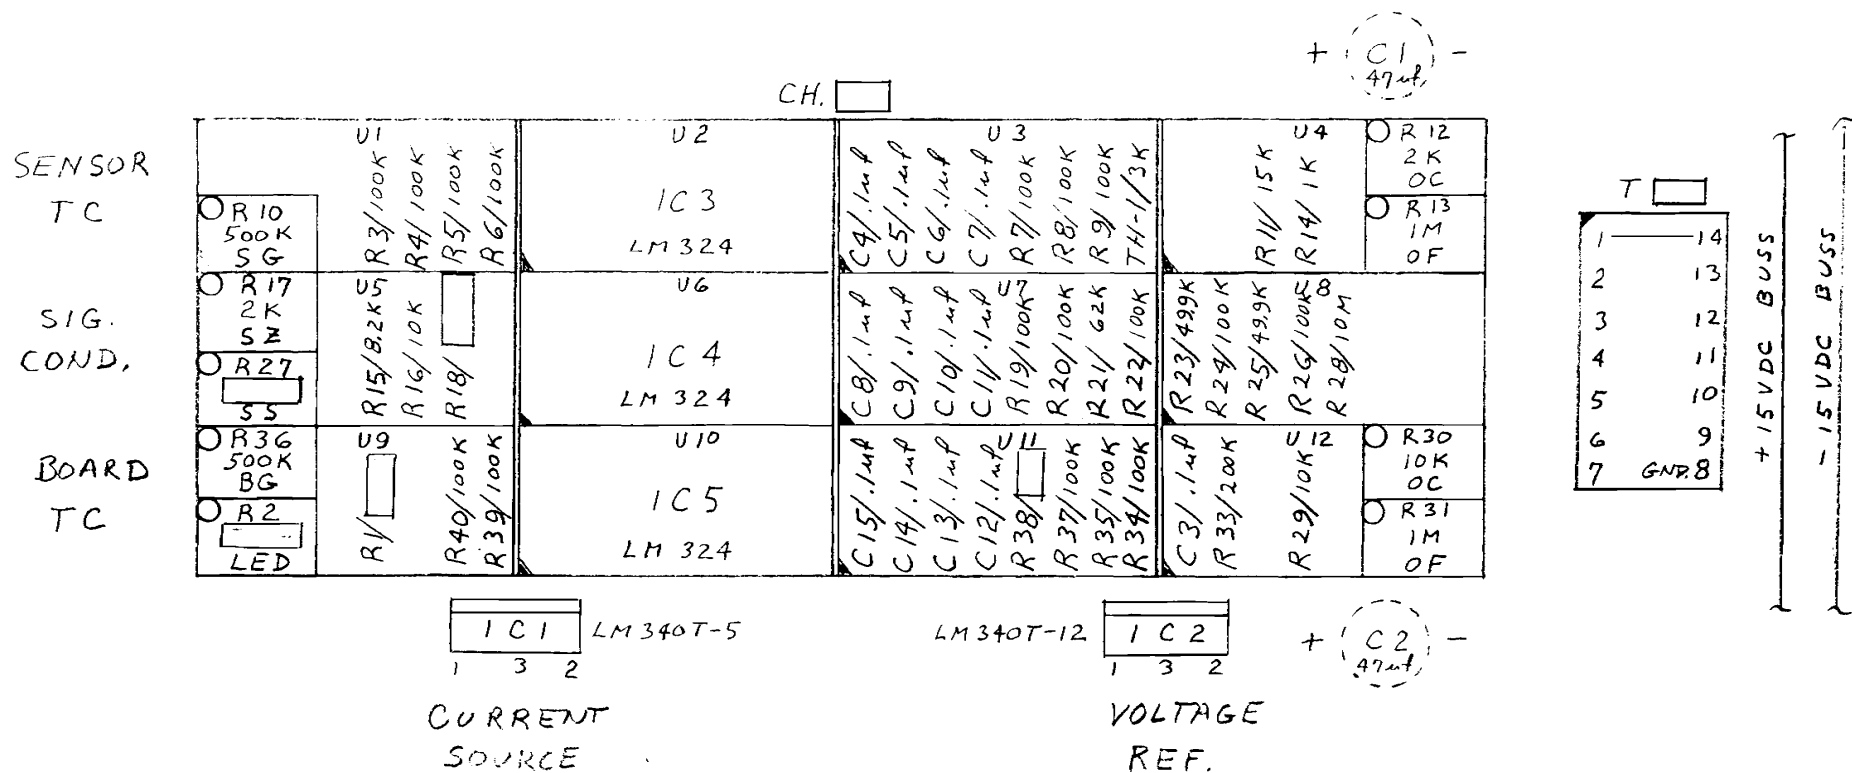 + C1 -
47uf
CH.
SENSOR
TC
U1
R3/100K
R4/100K
R5/100K
R6/100K
R10
500K
SG
U2
IC3
LM324
U3
C4/.1uf
C5/.1uf
C6/.1uf
C7/.1uf
R7/100K
R8/100K
R9/100K
TH-1/3K
U4
R11/15K
R14/1K
R12
2K
OC
R13
1M
OF
SIG.
COND.
R17
2K
SZ
R27
SS
U5
R15/8.2K
R16/10K
R18/
U6
IC4
LM324
U7
C8/.1uf
C9/.1uf
C10/.1uf
C11/.1uf
R19/100K
R20/100K
R21/62K
R22/100K
U8
R23/499K
R24/100K
R25/49.9K
R26/100K
R28/10M
BOARD
TC
R36
500K
BG
R2
LED
U9
R1/
R40/100K
R39/100K
U10
IC5
LM324
U11
C15/.1uf
C14/.1uf
C13/.1uf
C12/.1uf
R38/
R37/100K
R35/100K
R34/100K
U12
C3/.1uf
R33/200K
R29/10K
R30
10K
OC
R31
1M
OF
IC1 LM340T-5
1 3 2
CURRENT
SOURCE
LM340T-12 IC2
1 3 2
VOLTAGE
REF.
+ C2 -
47uf
T
1 14
2 13
3 12
4 11
5 10
6 9
7 GND.8
+15VDC BUSS
-15VDC BUSS